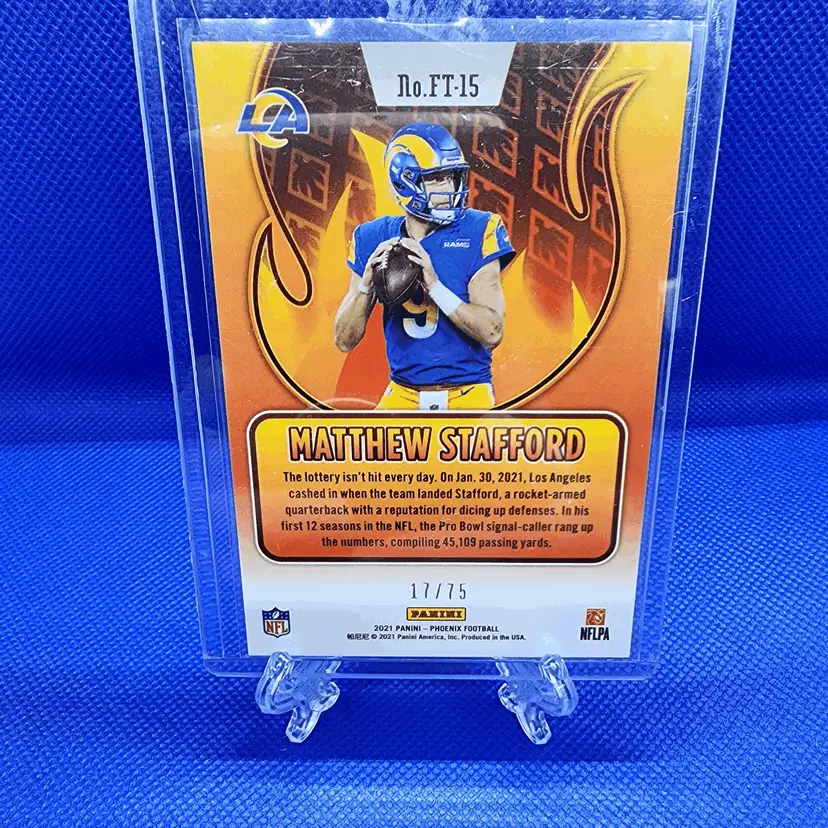 No.FT-15
LA
RAMS
9
MATTHEW STAFFORD
The lottery isn't hit every day. On Jan. 30, 2021, Los Angeles
cashed in when the team landed Stafford, a rocket-armed
quarterback with a reputation for dicing up defenses. In his
first 12 seasons in the NFL, the Pro Bowl signal-caller rang up
the numbers, compiling 45,109 passing yards.
17/75
PANINI
NFL
2021 PANINI – PHOENIX FOOTBALL
帕尼尼 © 2021 Panini America, Inc. Produced in the USA.
NFLPA